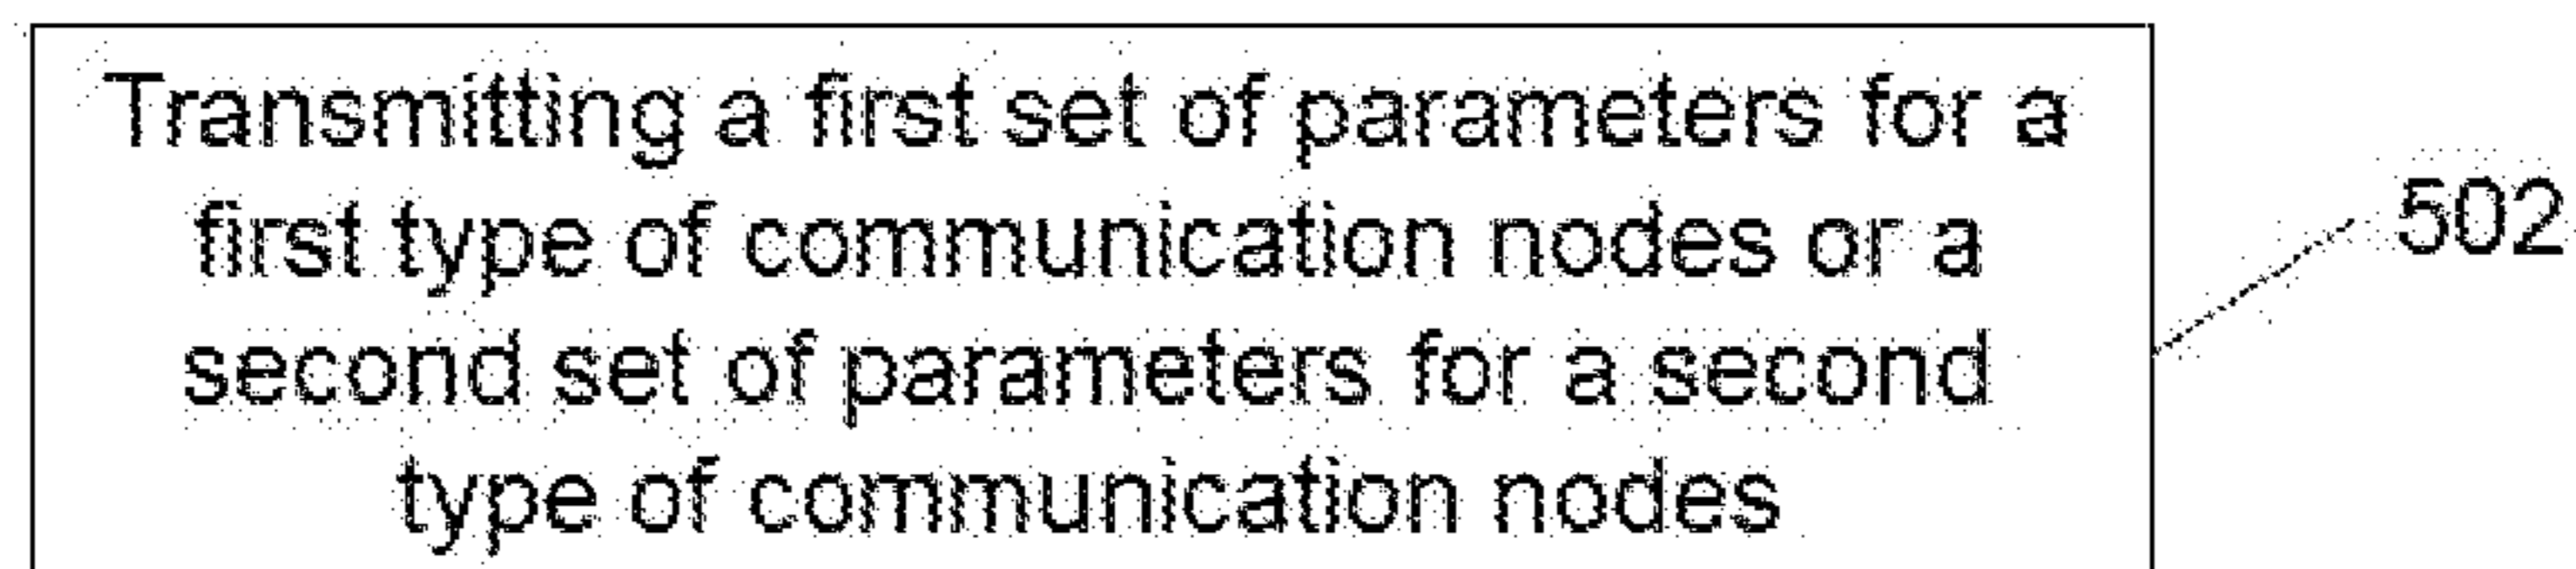 Transmitting a first set of parameters for a
first type of communication nodes or a
second set of parameters for a second
type of communication nodes
502